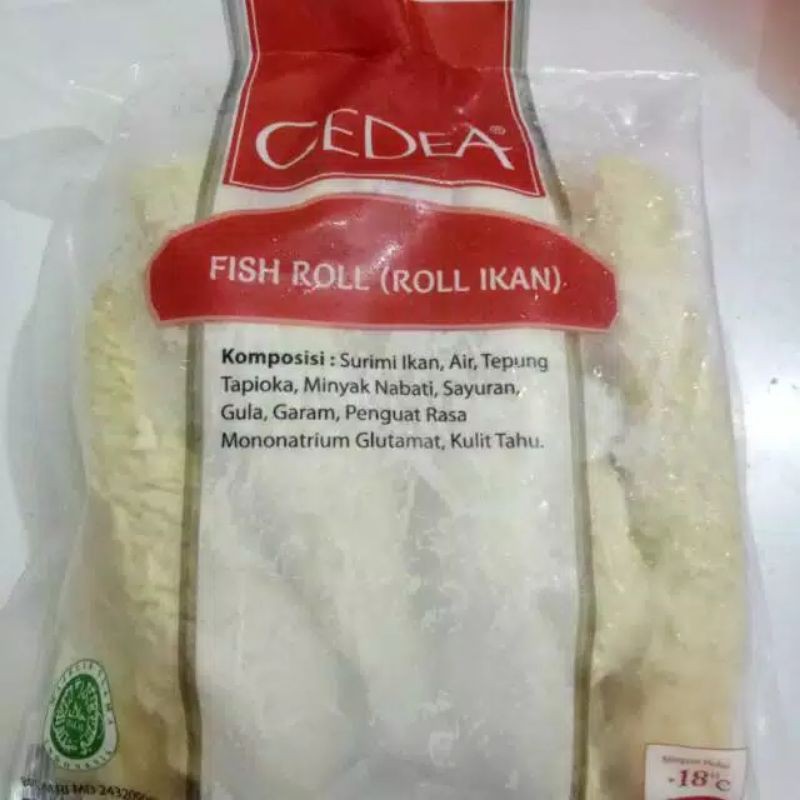 CEDEA®
FISH ROLL (ROLL IKAN)
Komposisi : Surimi Ikan, Air, Tepung
Tapioka, Minyak Nabati, Sayuran,
Gula, Garam, Penguat Rasa
Mononatrium Glutamat, Kulit Tahu.
INDONESIA
-18°C